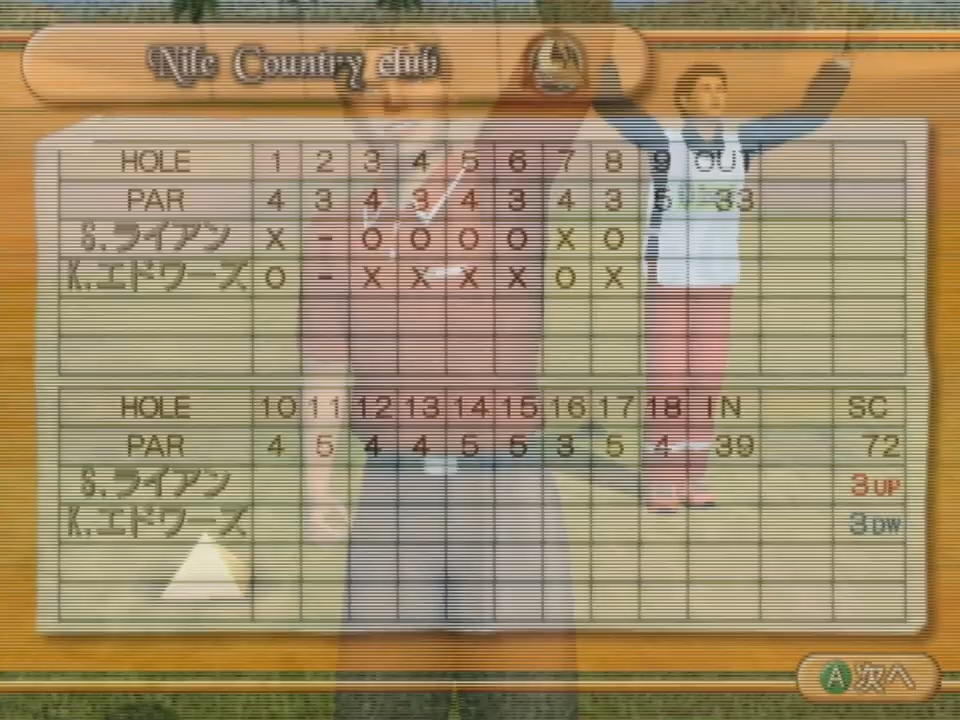 Nile Country club
HOLE 1 2 3 4 5 6 7 8 9 OUT
PAR 4 3 4 3 4 3 4 3 5 33
S.ライアン X - O O O O X O
K.エドワーズ O - X X X X O X
HOLE 10 11 12 13 14 15 16 17 18 IN SC
PAR 4 5 4 4 5 5 3 5 4 39 72
S.ライアン 3UP
K.エドワーズ 3DW
A次へ